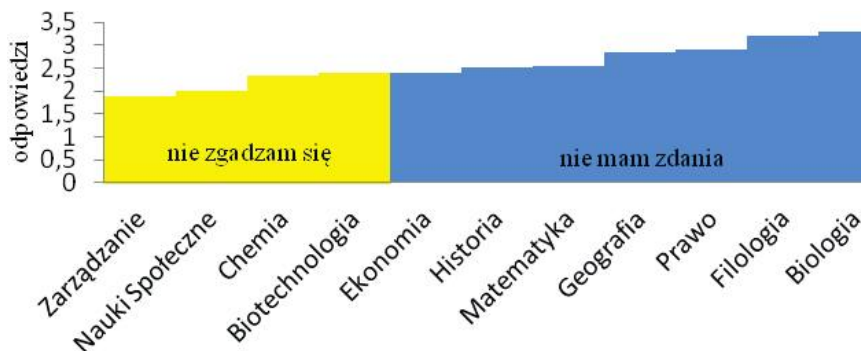 odpowiedzi
3,5
3
2,5
2
1,5
1
0,5
0
nie zgadzam się
nie mam zdania
Zarządzanie
Nauki Społeczne
Chemia
Biotechnologia
Ekonomia
Historia
Matematyka
Geografia
Prawo
Filologia
Biologia